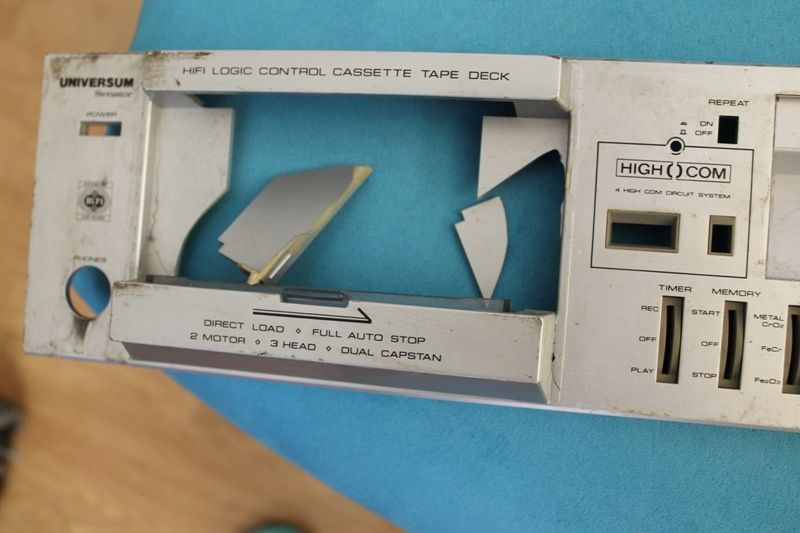 HIFI LOGIC CONTROL CASSETTE TAPE DECK
UNIVERSUM
Senator
POWER
HiFi
PHONES
DIRECT LOAD ◇ FULL AUTO STOP
2 MOTOR ◇ 3 HEAD ◇ DUAL CAPSTAN
REPEAT
ON
OFF
HIGH COM
4 HIGH COM CIRCUIT SYSTEM
TIMER
REC
OFF
PLAY
MEMORY
START
OFF
STOP
METAL
CrO₂
FeCr
Fe₂O₃